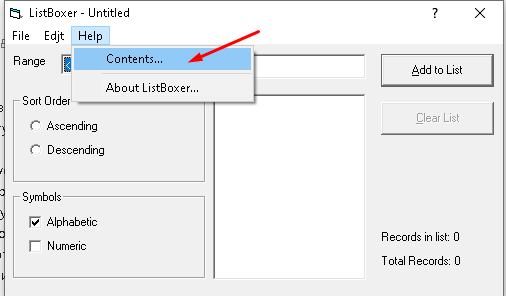 ListBoxer - Untitled
File Edjt Help
Range
Contents...
Add to List
About ListBoxer...
Sort Order
Clear List
Ascending
Descending
Symbols
Alphabetic
Numeric
Records in list: 0
Total Records: 0